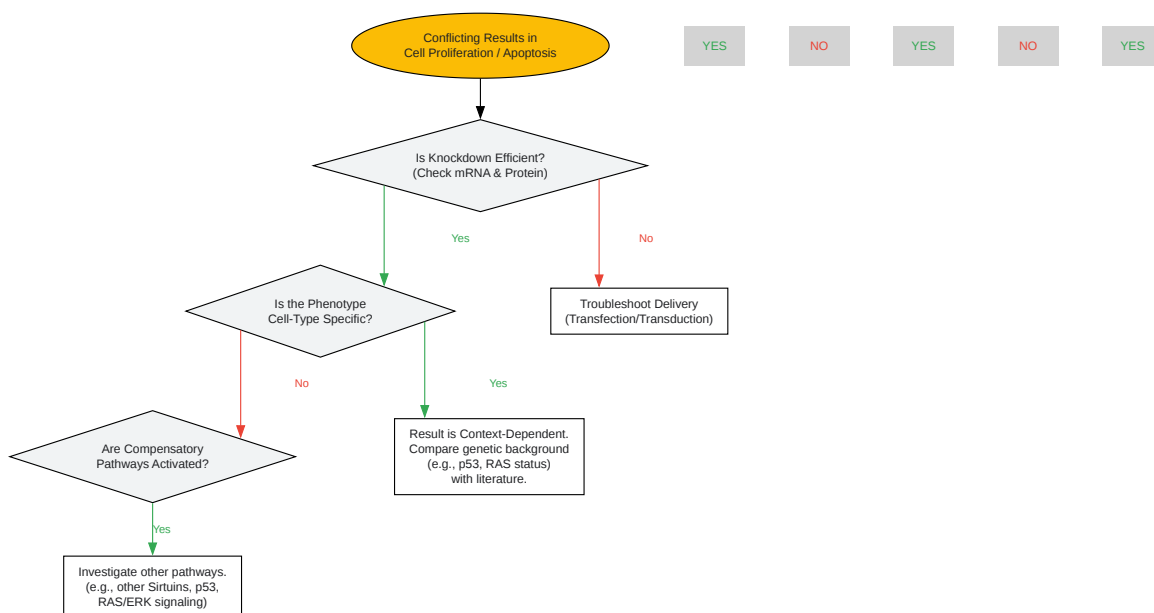 Conflicting Results in
Cell Proliferation / Apoptosis
YES
NO
YES
NO
YES
Is Knockdown Efficient?
(Check mRNA & Protein)
Yes
No
Is the Phenotype
Cell-Type Specific?
Troubleshoot Delivery
(Transfection/Transduction)
No
Yes
Are Compensatory
Pathways Activated?
Result is Context-Dependent.
Compare genetic background
(e.g., p53, RAS status)
with literature.
Yes
Investigate other pathways.
(e.g., other Sirtuins, p53,
RAS/ERK signaling)